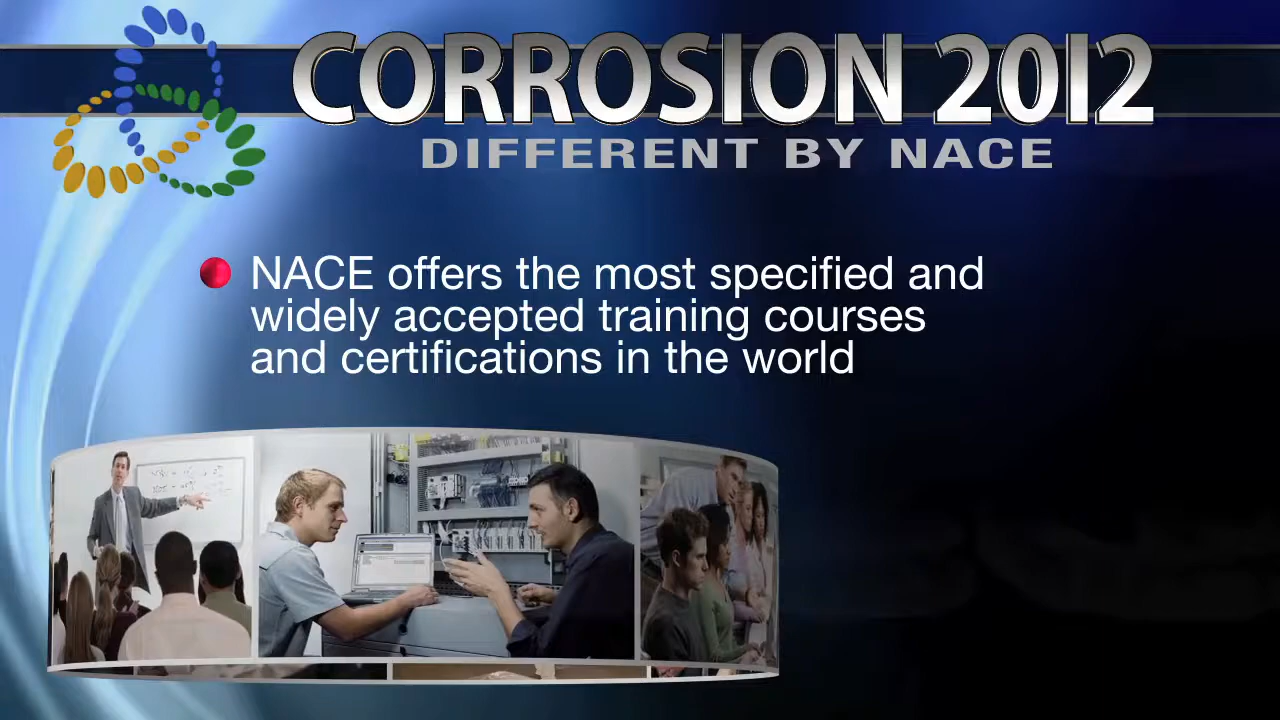 CORROSION 2012
DIFFERENT BY NACE
NACE offers the most specified and
widely accepted training courses
and certifications in the world